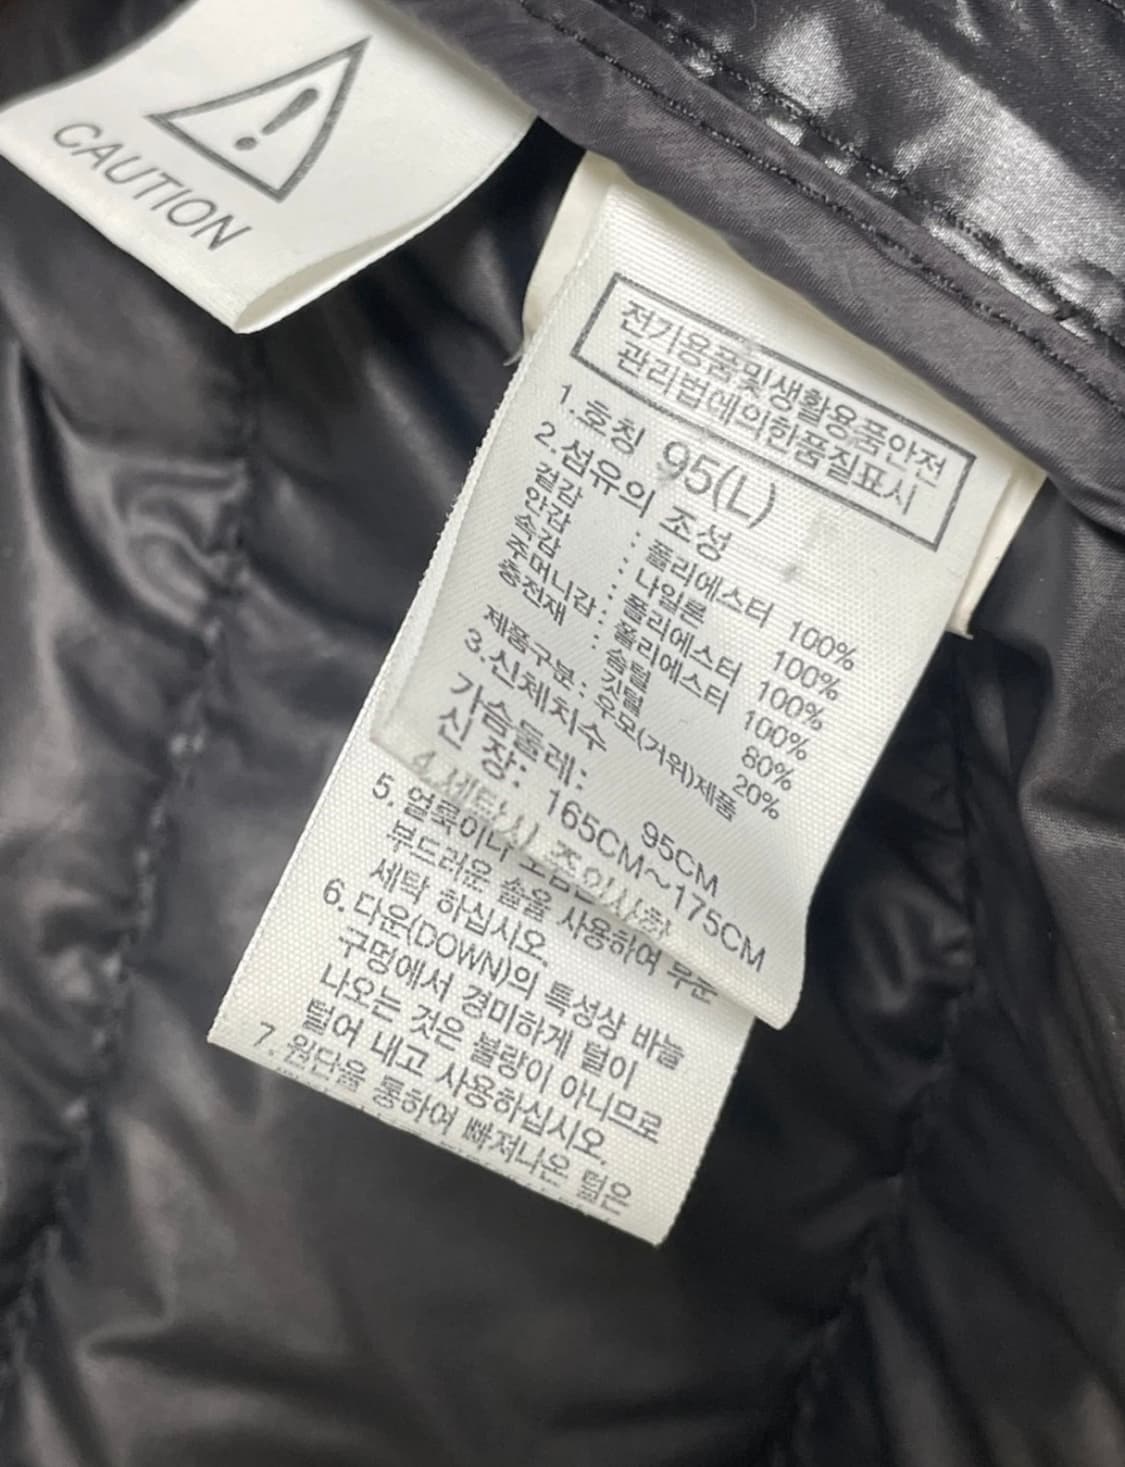 CAUTION
전기용품및생활용품안전
관리법에의한품질표시
1.호칭 95(L)
2.섬유의 조성
겉감 : 폴리에스터 100%
안감 : 나일론 100%
속감 : 폴리에스터 100%
주머니감 : 폴리에스터 100%
충전재 : 솜털 80%
깃털 20%
제품구분 : 우모(거위)제품
3.신체치수
가슴둘레: 95CM
신 장: 165CM~175CM
4.세탁시 주의사항
5. 얼룩이나
부드러운 솔을 사용하여 우선
세탁 하십시오.
6.다운(DOWN)의 특성상 바늘
구멍에서 경미하게 털이
나오는 것은 불량이 아니므로
털어 내고 사용하십시오.
7. 원단을 통하여 빠져나온 털은